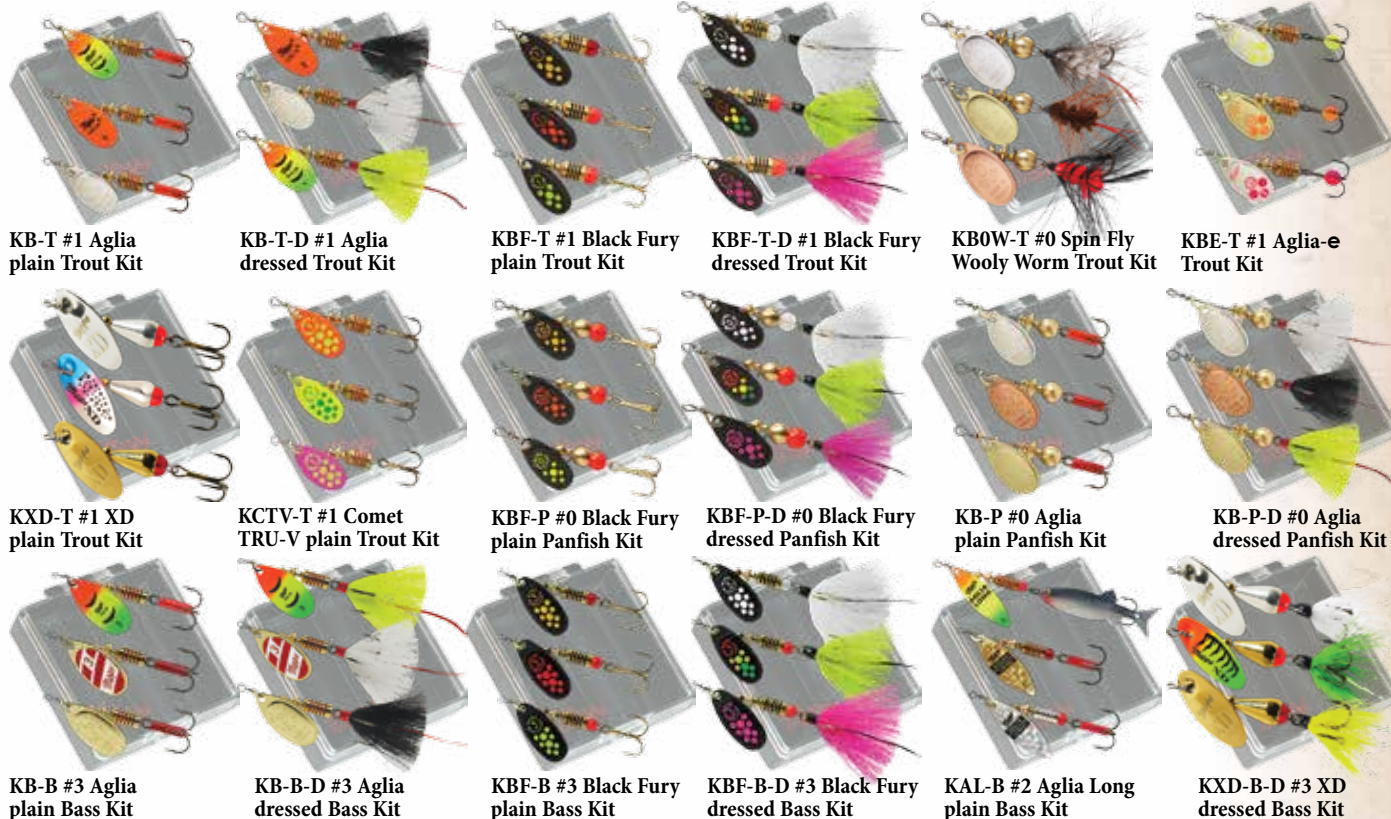 KB-T #1 Aglia
plain Trout Kit
KB-T-D #1 Aglia
dressed Trout Kit
KBF-T #1 Black Fury
plain Trout Kit
KBF-T-D #1 Black Fury
dressed Trout Kit
KB0W-T #0 Spin Fly
Wooly Worm Trout Kit
KBE-T #1 Aglia-e
Trout Kit
KXD-T #1 XD
plain Trout Kit
KCTV-T #1 Comet
TRU-V plain Trout Kit
KBF-P #0 Black Fury
plain Panfish Kit
KBF-P-D #0 Black Fury
dressed Panfish Kit
KB-P #0 Aglia
plain Panfish Kit
KB-P-D #0 Aglia
dressed Panfish Kit
KB-B #3 Aglia
plain Bass Kit
KB-B-D #3 Aglia
dressed Bass Kit
KBF-B #3 Black Fury
plain Bass Kit
KBF-B-D #3 Black Fury
dressed Bass Kit
KAL-B #2 Aglia Long
plain Bass Kit
KXD-B-D #3 XD
dressed Bass Kit